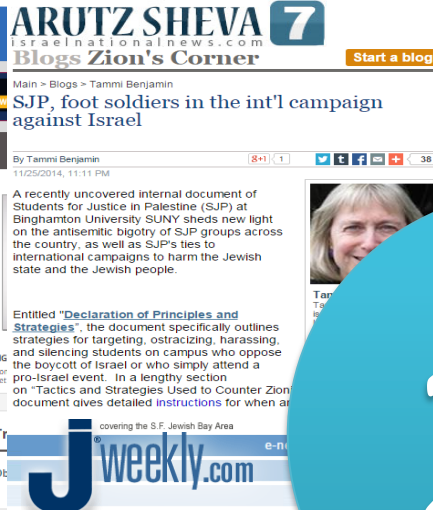 ARUTZ SHEVA 7
israelnationalnews.com
Blogs Zion's Corner
Start a blog
Main > Blogs > Tammi Benjamin
SJP, foot soldiers in the int'l campaign
against Israel
By Tammi Benjamin
g+1 1
t f 38
11/25/2014, 11:11 PM
A recently uncovered internal document of
Students for Justice in Palestine (SJP) at
Binghamton University SUNY sheds new light
on the antisemitic bigotry of SJP groups across
the country, as well as SJP's ties to
international campaigns to harm the Jewish
state and the Jewish people.
Entitled "Declaration of Principles and
Strategies", the document specifically outlines
strategies for targeting, ostracizing, harassing,
and silencing students on campus who oppose
the boycott of Israel or who simply attend a
pro-Israel event. In a lengthy section
on "Tactics and Strategies Used to Counter Zion
document gives detailed instructions for when an
covering the S.F. Jewish Bay Area
J® weekly.com